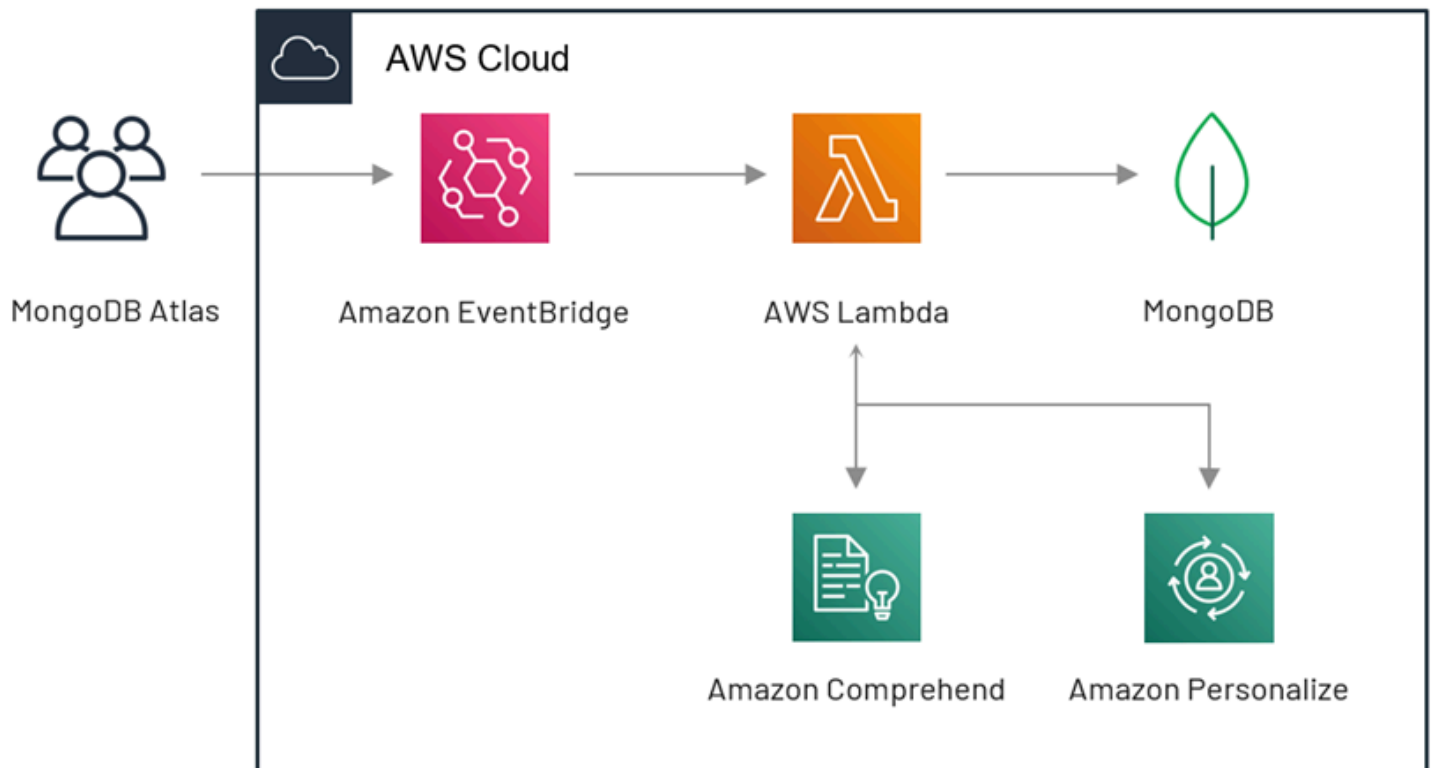 AWS Cloud
MongoDB Atlas
Amazon EventBridge
AWS Lambda
MongoDB
Amazon Comprehend
Amazon Personalize